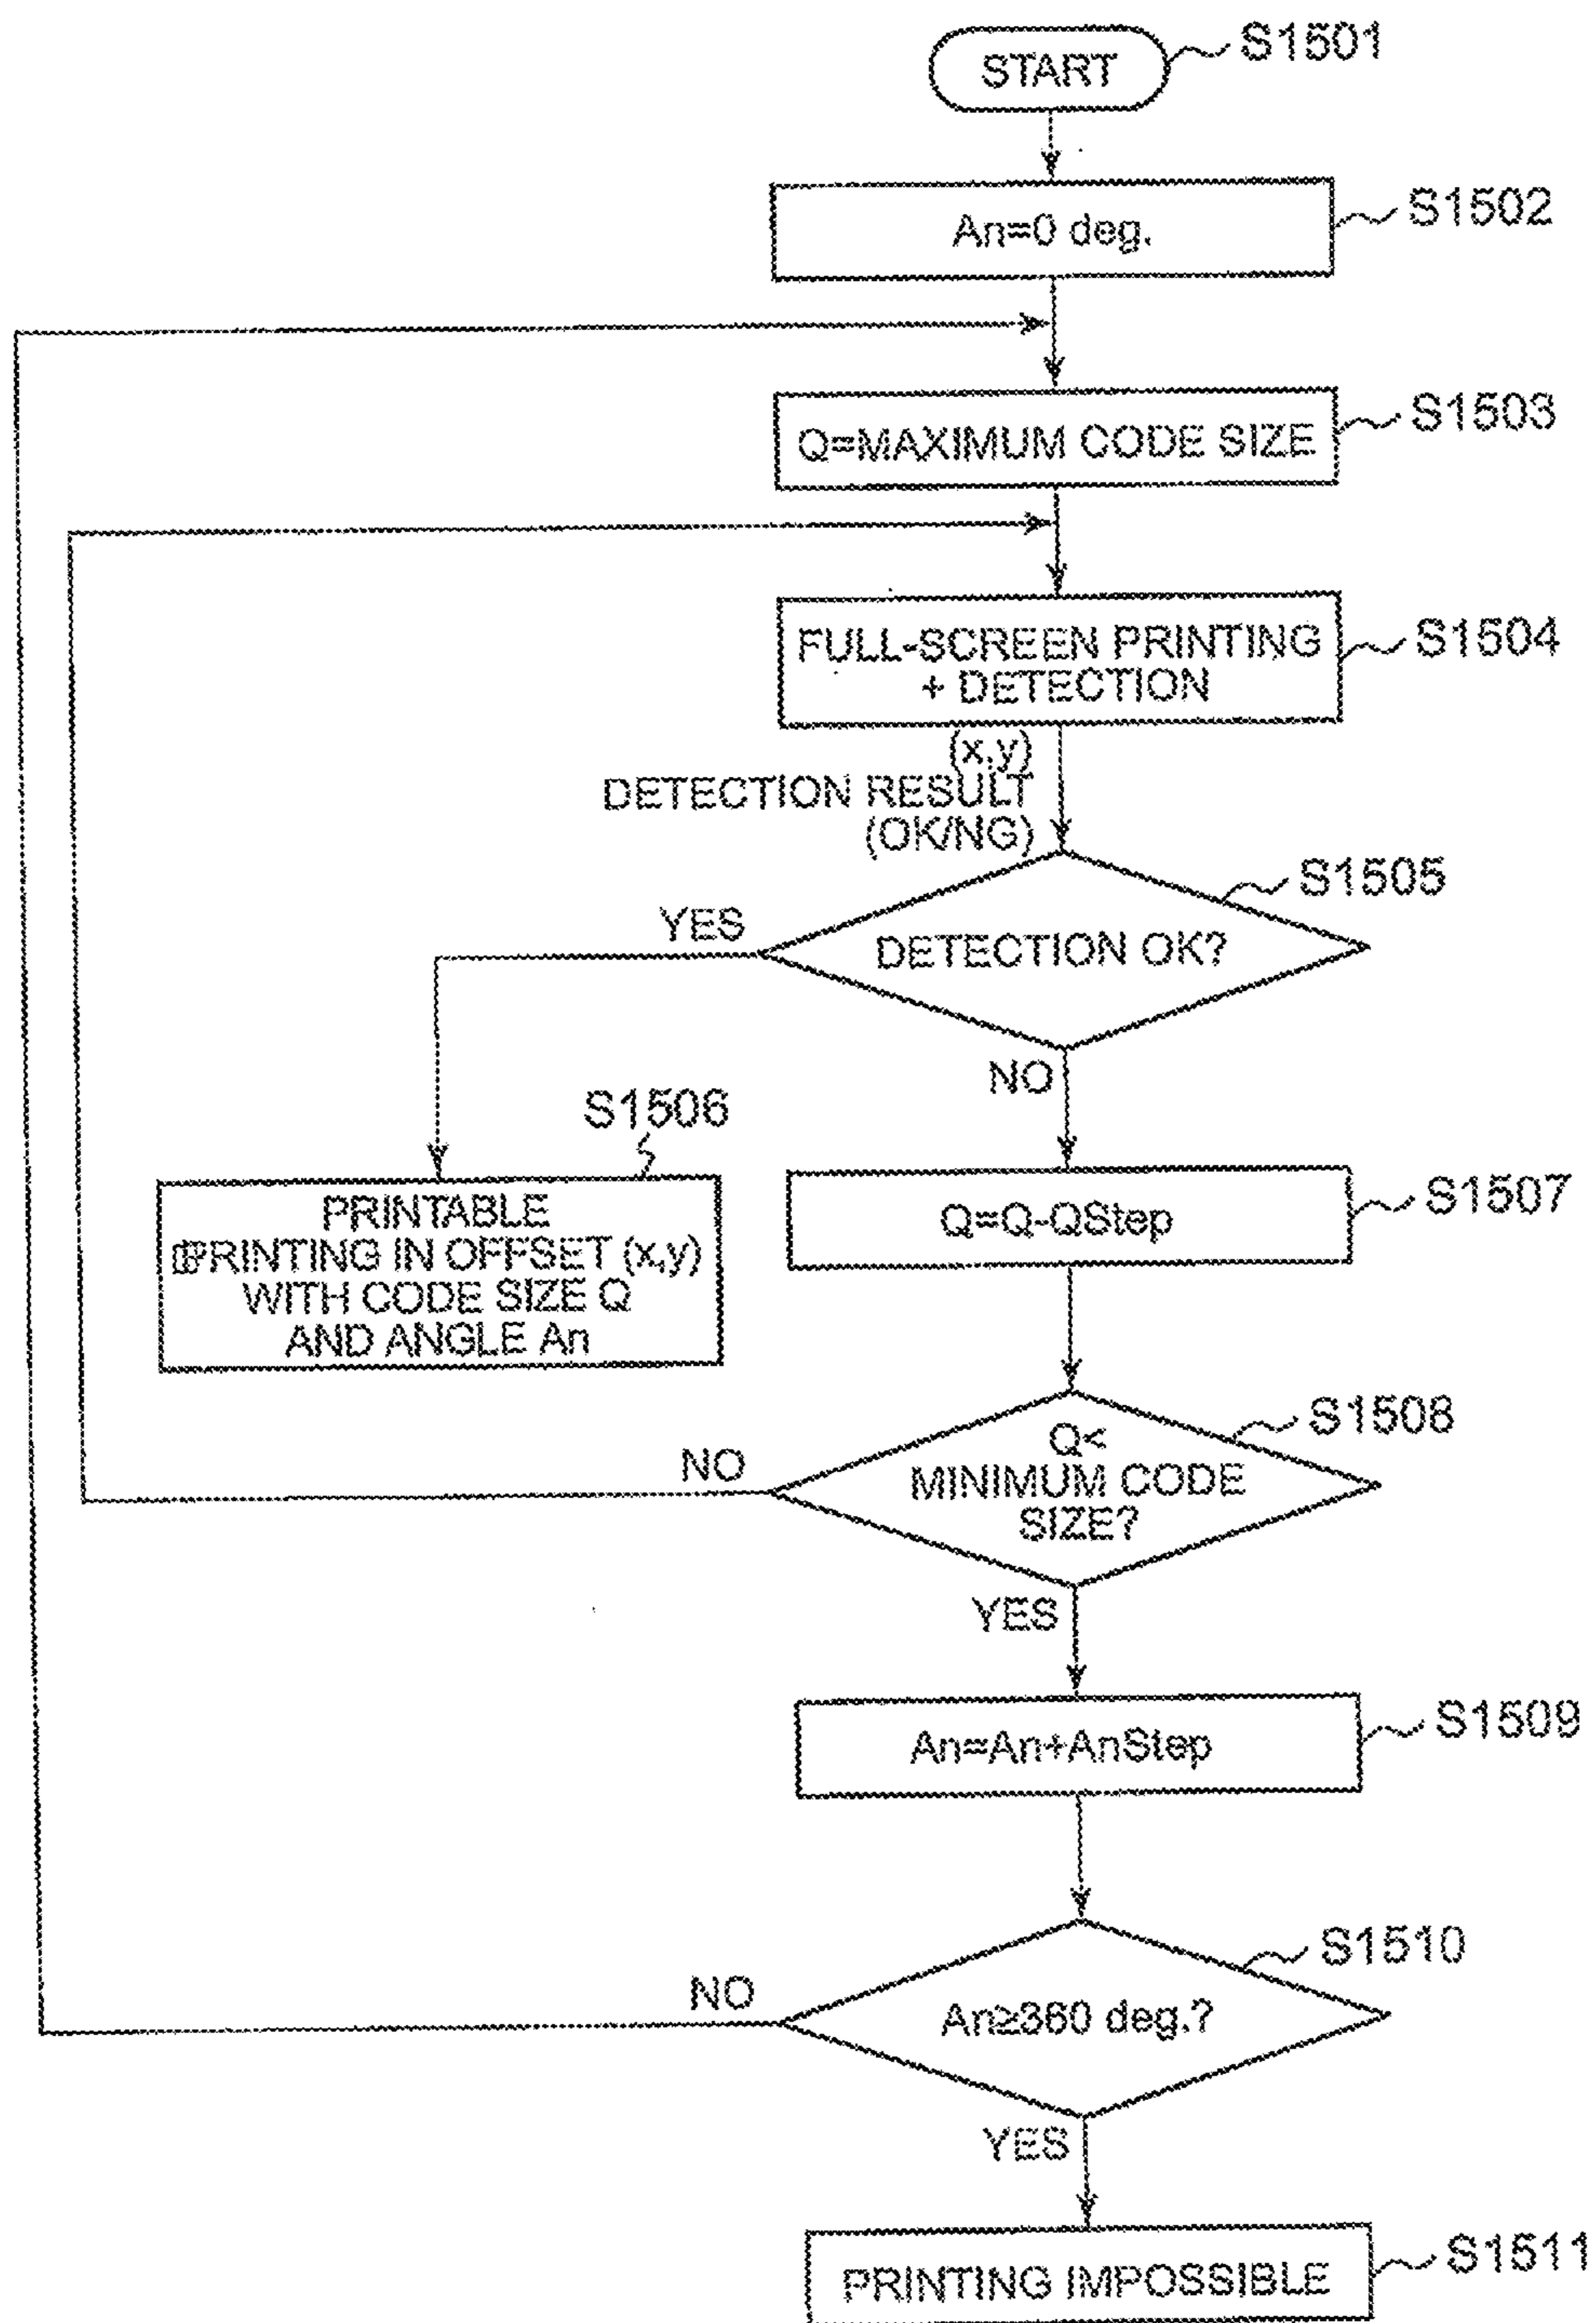 START
S1501
An=0 deg.
S1502
Q=MAXIMUM CODE SIZE
S1503
FULL-SCREEN PRINTING
+ DETECTION
S1504
(x,y)
DETECTION RESULT
(OK/NG)
S1505
DETECTION OK?
YES
NO
S1506
PRINTABLE
PRINTING IN OFFSET (x,y)
WITH CODE SIZE Q
AND ANGLE An
Q=Q-QStep
S1507
Q<
MINIMUM CODE
SIZE?
S1508
NO
YES
An=An+AnStep
S1509
S1510
An≥360 deg.?
NO
YES
PRINTING IMPOSSIBLE
S1511